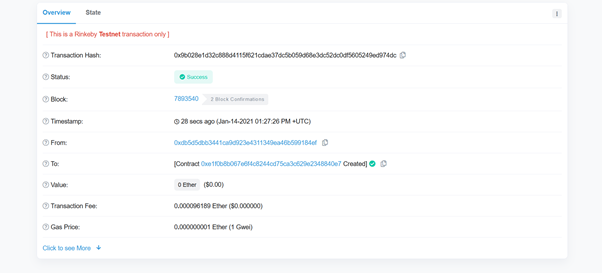 Overview State
[ This is a Rinkeby Testnet transaction only ]
Transaction Hash: 0x9b028e1d32c888d4115f621cdae37dc5b059d68e3dc52dc0df5605249ed974dc
Status: Success
Block: 7893540 2 Block Confirmations
Timestamp: 28 secs ago (Jan-14-2021 01:27:26 PM +UTC)
From: 0xdb5d5dbb3441ca9d923e4311349ea46b599184ef
To: [Contract 0xe1f0b8b067e6f4c8244cd75ca3c629e2348840e7 Created]
Value: 0 Ether ($0.00)
Transaction Fee: 0.000096189 Ether ($0.000000)
Gas Price: 0.000000001 Ether (1 Gwei)
Click to see More